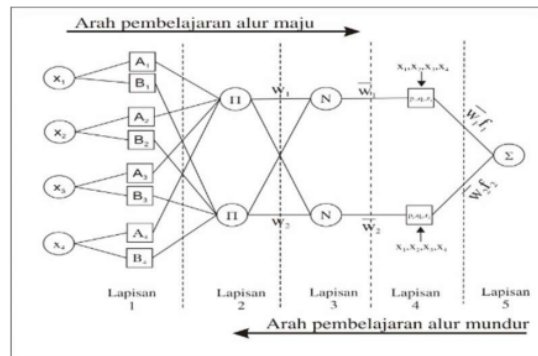 Arah pembelajaran alur maju
x₁
A₁
B₁
x₂
A₂
B₂
x₃
A₃
B₃
x₄
A₄
B₄
Π
Π
w₁
w₂
N
N
w̅₁
w̅₂
x₁,x₂,x₃,x₄
x₁,x₂,x₃,x₄
w̅₁f₁
w̅₂f₂
Σ
Lapisan
1
Lapisan
2
Lapisan
3
Lapisan
4
Lapisan
5
Arah pembelajaran alur mundur